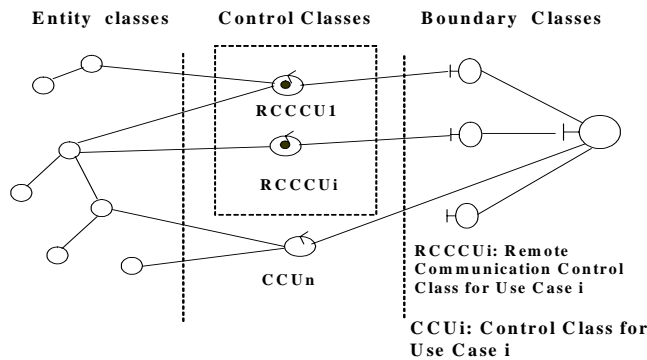 Entity classes
Control Classes
Boundary Classes
RCCCU1
RCCCUi
CCUn
RCCCUi: Remote
Communication Control
Class for Use Case i
CCUi: Control Class for
Use Case i